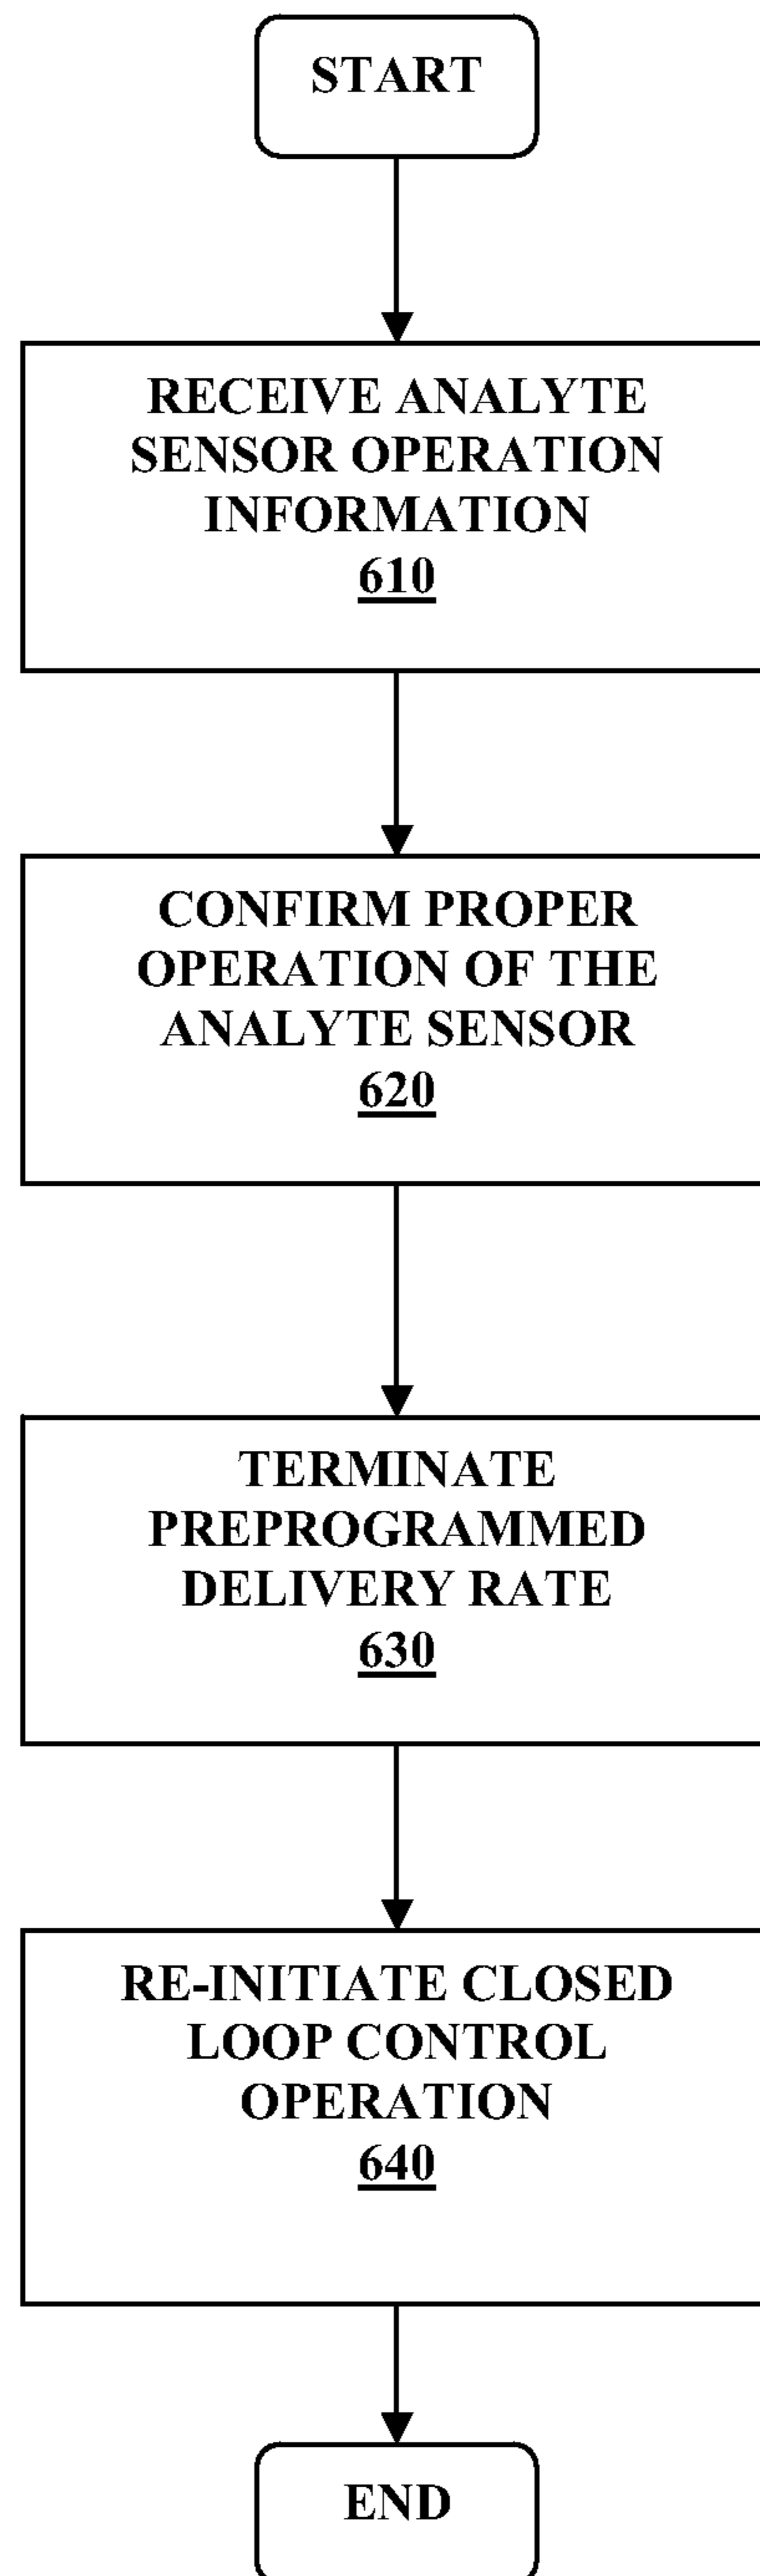 START
RECEIVE ANALYTE
SENSOR OPERATION
INFORMATION
610
CONFIRM PROPER
OPERATION OF THE
ANALYTE SENSOR
620
TERMINATE
PREPROGRAMMED
DELIVERY RATE
630
RE-INITIATE CLOSED
LOOP CONTROL
OPERATION
640
END